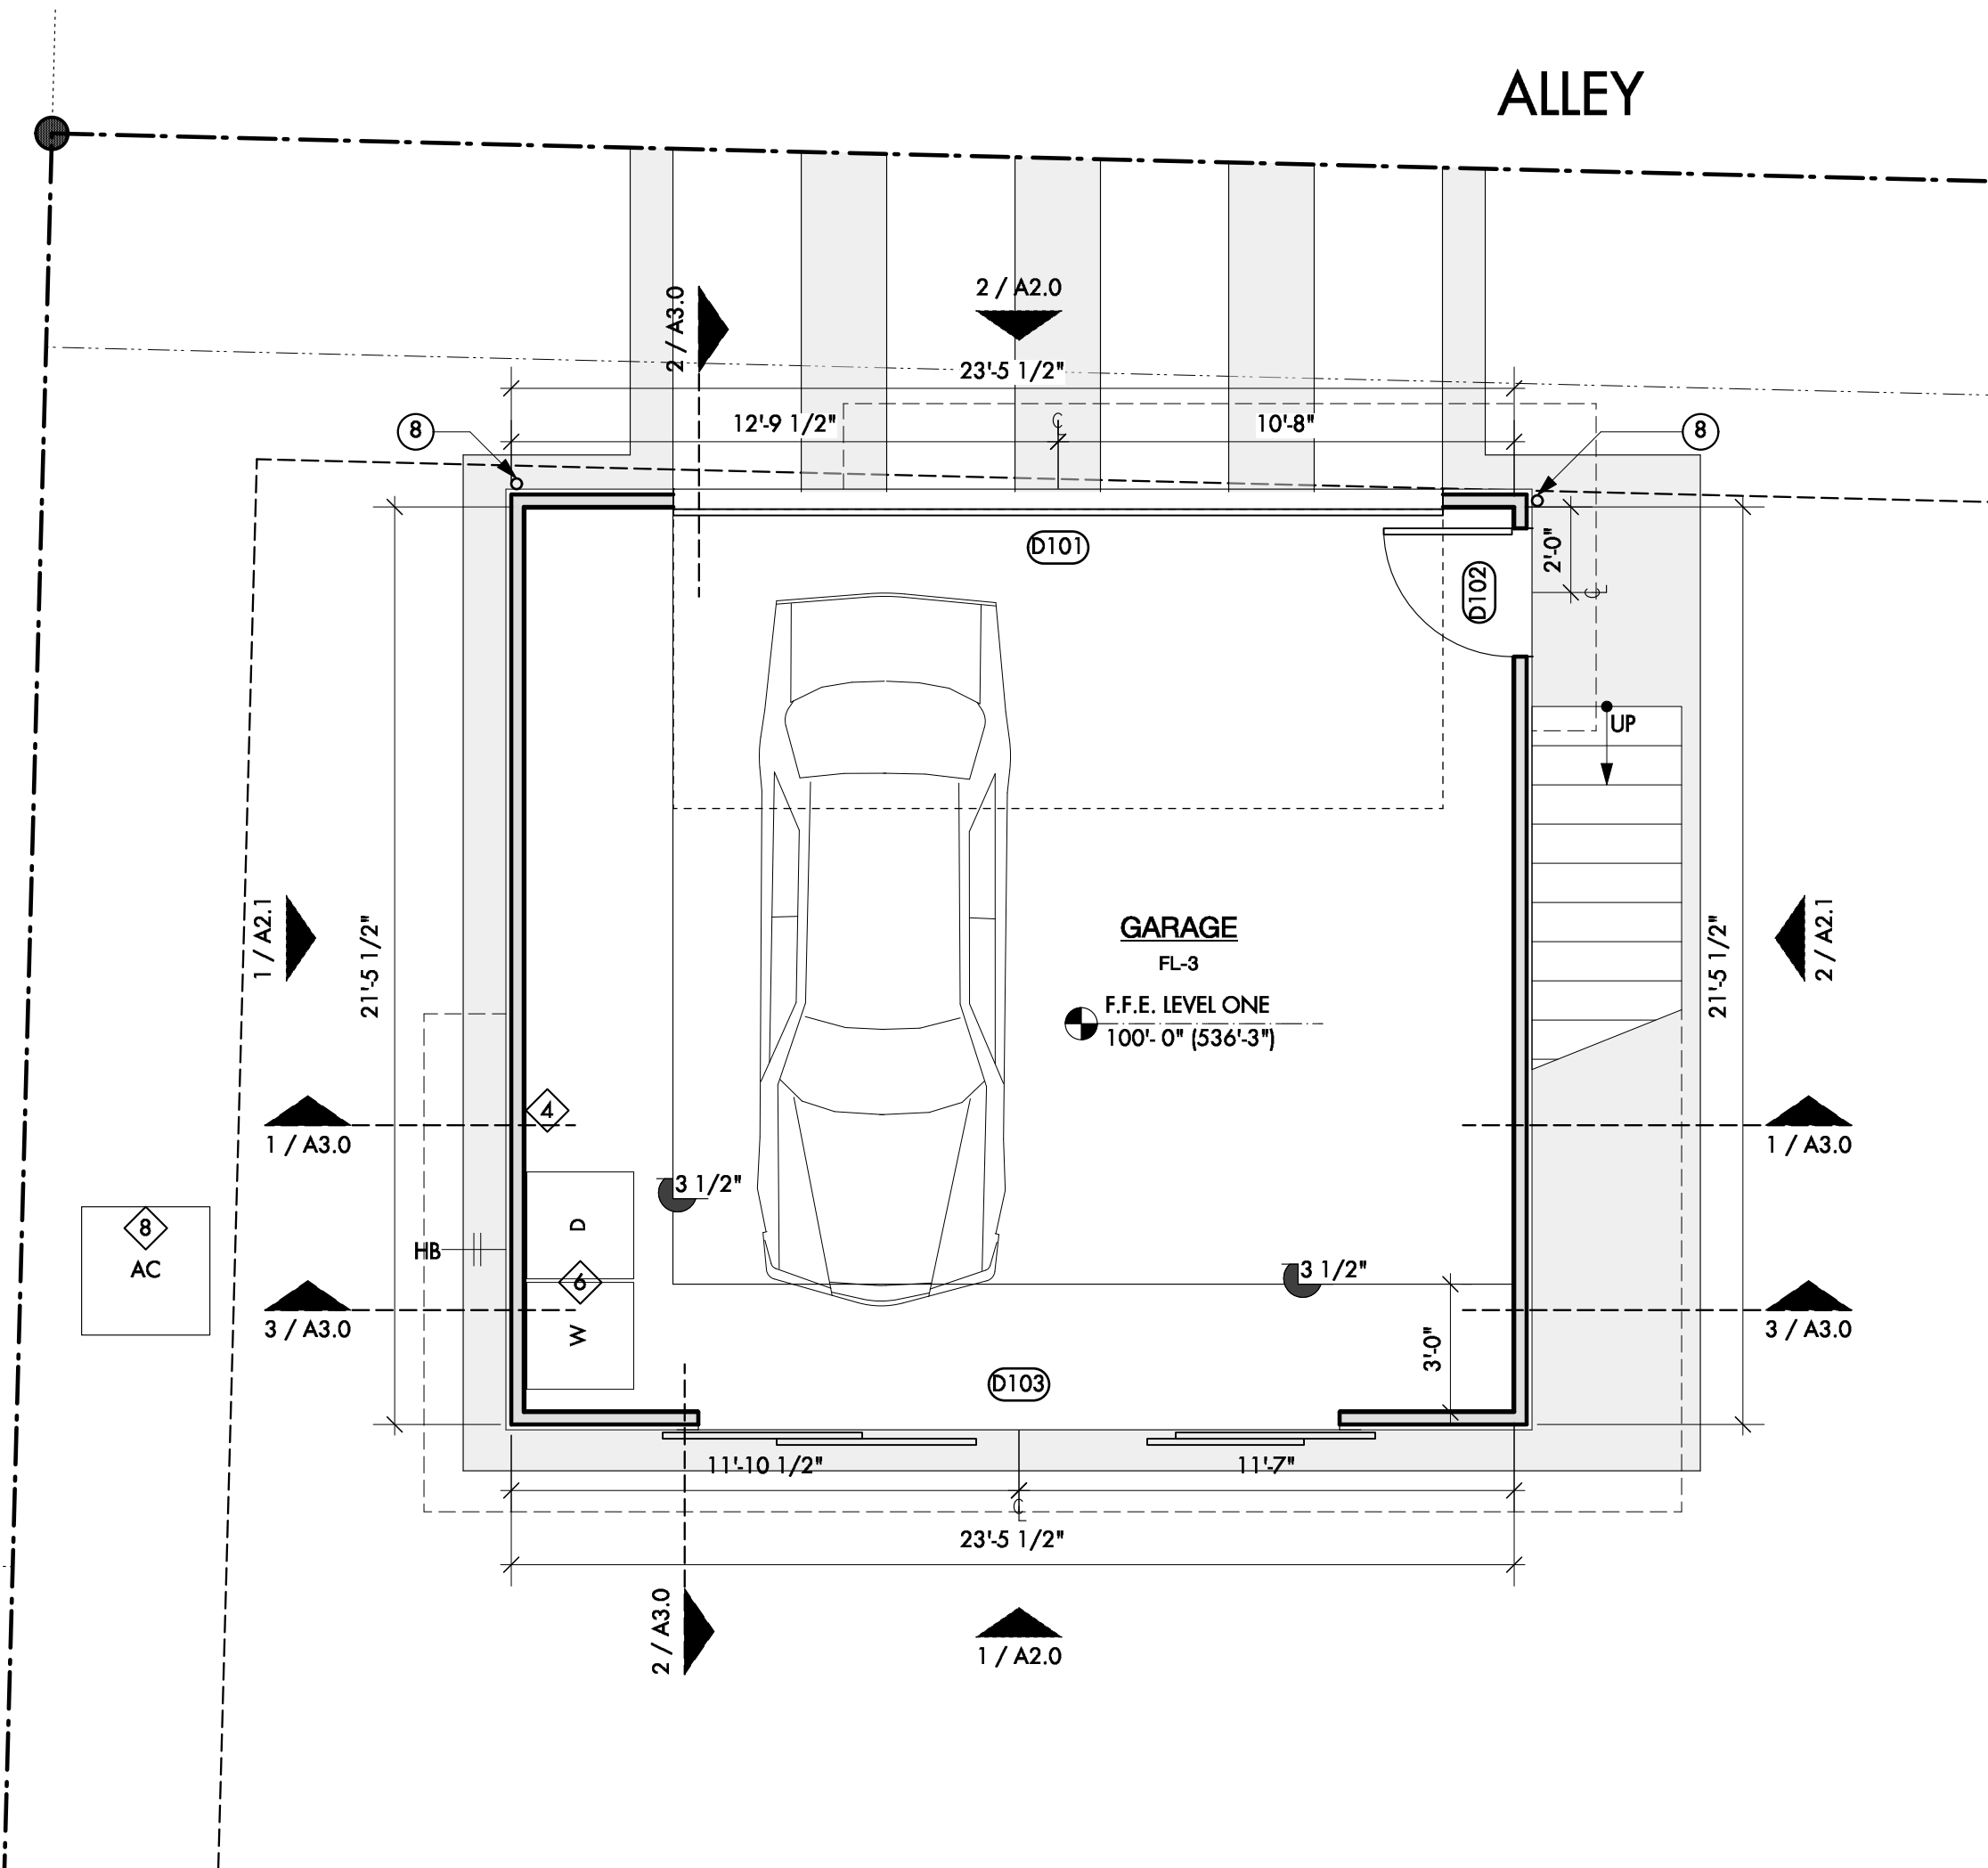 ALLEY
2 / A3.0
2 / A2.0
23'-5 1/2"
12'-9 1/2"
10'-8"
8
8
D101
D102
2'-0"
UP
1 / A2.1
21'-5 1/2"
GARAGE
FL-3
F.F.E. LEVEL ONE
100'- 0" (536'-3")
21'-5 1/2"
2 / A2.1
4
1 / A3.0
1 / A3.0
3 1/2"
8
AC
HB
D
6
W
3 1/2"
3 / A3.0
3 / A3.0
3'-0"
D103
11'-10 1/2"
11'-7"
23'-5 1/2"
2 / A3.0
1 / A2.0